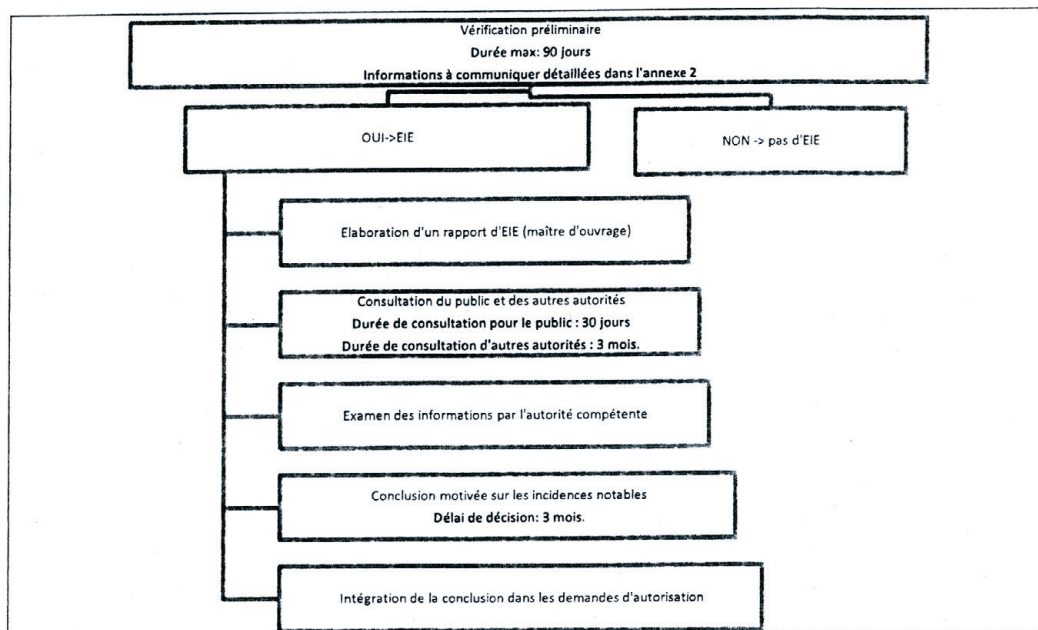 Vérification préliminaire
Durée max: 90 jours
Informations à communiquer détaillées dans l'annexe 2
OUI->EIE
NON -> pas d'EIE
Elaboration d'un rapport d'EIE (maître d'ouvrage)
Consultation du public et des autres autorités
Durée de consultation pour le public : 30 jours
Durée de consultation d'autres autorités : 3 mois.
Examen des informations par l'autorité compétente
Conclusion motivée sur les incidences notables
Délai de décision: 3 mois.
Intégration de la conclusion dans les demandes d'autorisation